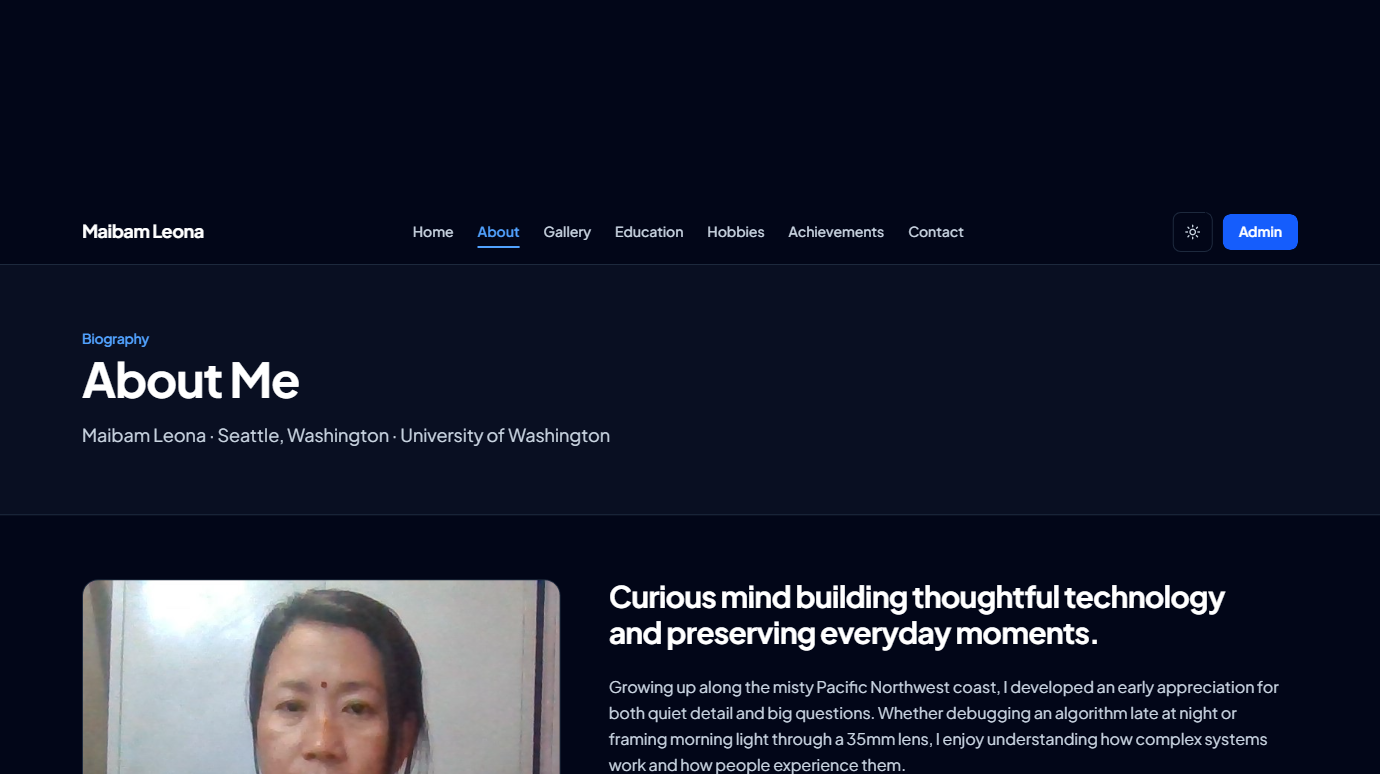 Maibam Leona
Home About Gallery Education Hobbies Achievements Contact
Admin
Biography
About Me
Maibam Leona · Seattle, Washington · University of Washington
Curious mind building thoughtful technology
and preserving everyday moments.
Growing up along the misty Pacific Northwest coast, I developed an early appreciation for
both quiet detail and big questions. Whether debugging an algorithm late at night or
framing morning light through a 35mm lens, I enjoy understanding how complex systems
work and how people experience them.